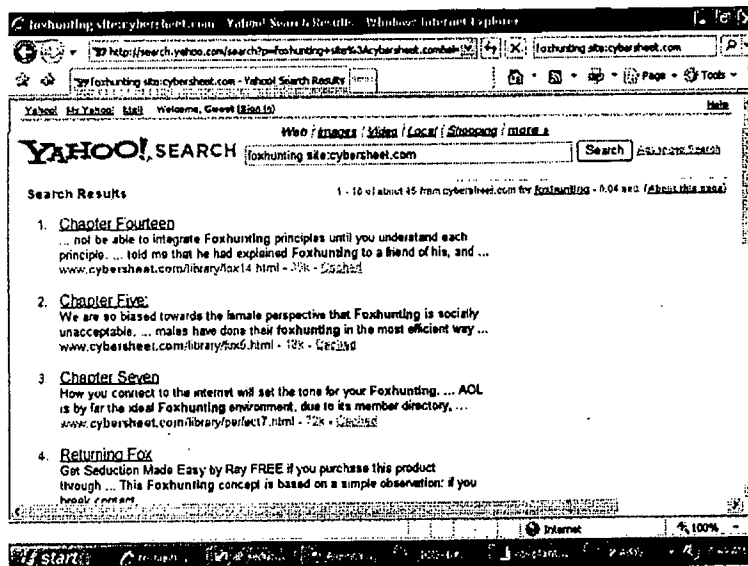 foxhunting site:cybersheet.com - Yahoo! Search Results - Windows Internet Explorer
http://search.yahoo.com/search?p=foxhunting+site%3Acybersheet.com
foxhunting site:cybersheet.com
foxhunting site:cybersheet.com - Yahoo! Search Results
Page Tools
Yahoo! My Yahoo! Mail Welcome, Guest [Sign In] Help
Web | Images | Video | Local | Shopping | more »
YAHOO! SEARCH foxhunting site:cybersheet.com Search Advanced Search
Search Results 1 - 10 of about 45 from cybersheet.com for foxhunting - 0.04 sec. (About this page)
1. Chapter Fourteen
... not be able to integrate Foxhunting principles until you understand each
principle. ... told me that he had explained Foxhunting to a friend of his, and ...
www.cybersheet.com/library/fox14.html - Cached
2. Chapter Five:
We are so biased towards the female perspective that Foxhunting is socially
unacceptable. ... males have done their foxhunting in the most efficient way ...
www.cybersheet.com/library/fox5.html - Cached
3 Chapter Seven
How you connect to the internet will set the tone for your Foxhunting. ... AOL
is by far the ideal Foxhunting environment, due to its member directory, ...
www.cybersheet.com/library/perfect7.html - 72k - Cached
4. Returning Fox
Get Seduction Made Easy by Ray FREE if you purchase this product
through ... This Foxhunting concept is based on a simple observation: if you
break contact
Internet 100%
start